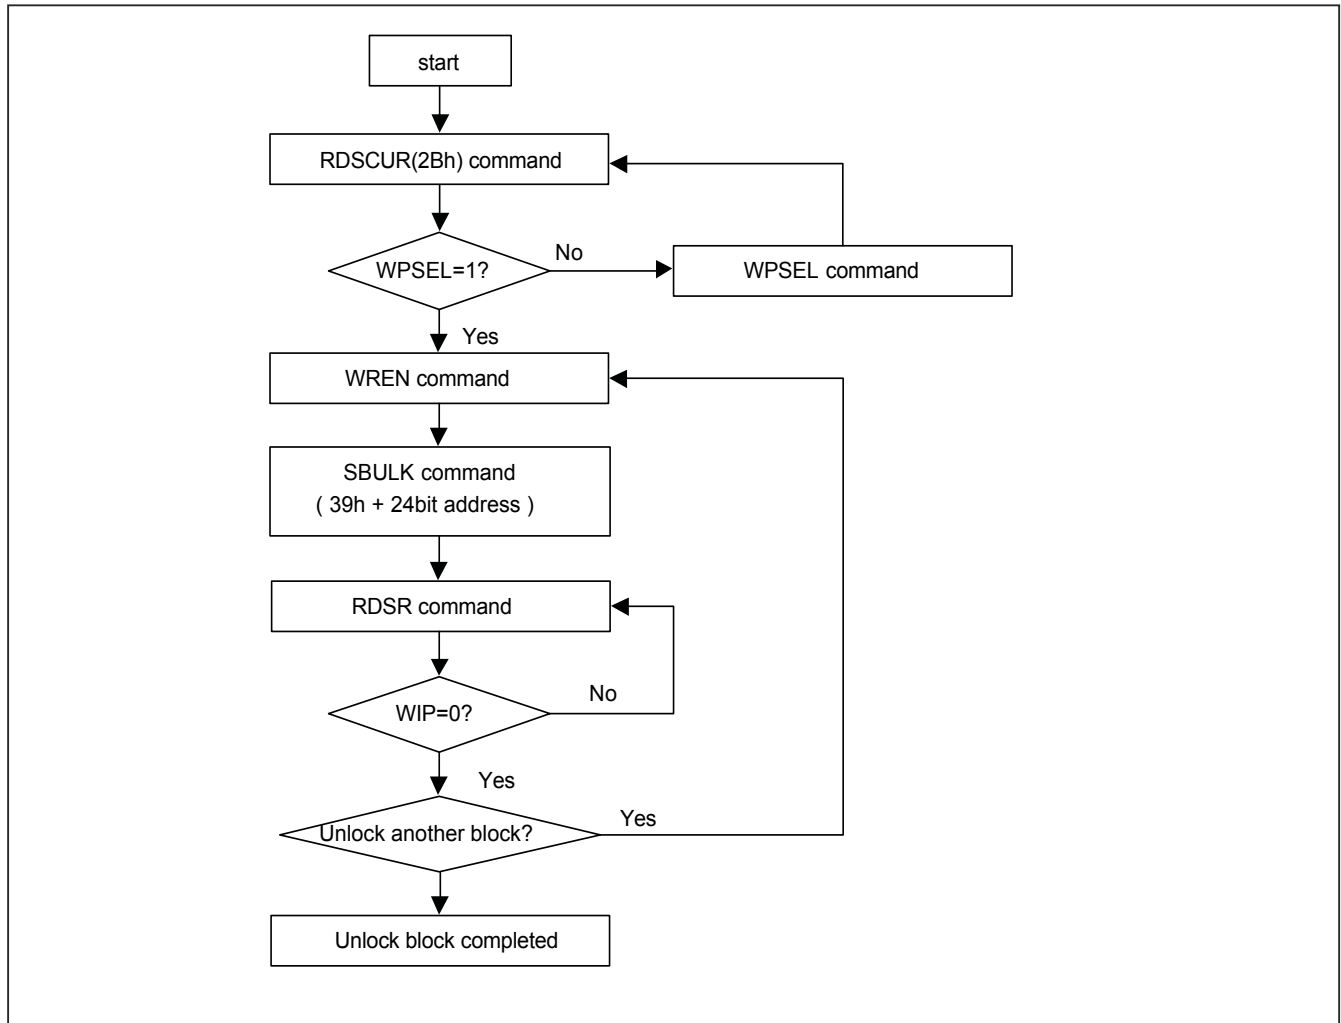 start
RDSCUR(2Bh) command
WPSEL=1?
No
WPSEL command
Yes
WREN command
SBULK command
( 39h + 24bit address )
RDSR command
No
WIP=0?
Yes
Unlock another block?
Yes
Unlock block completed